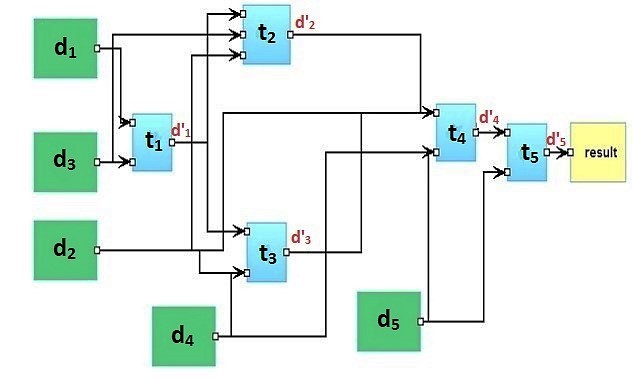 d₁
t₂
d'₂
d₃
t₁
d'₁
t₄
d'₄
t₅
d'₅
result
d₂
t₃
d'₃
d₄
d₅